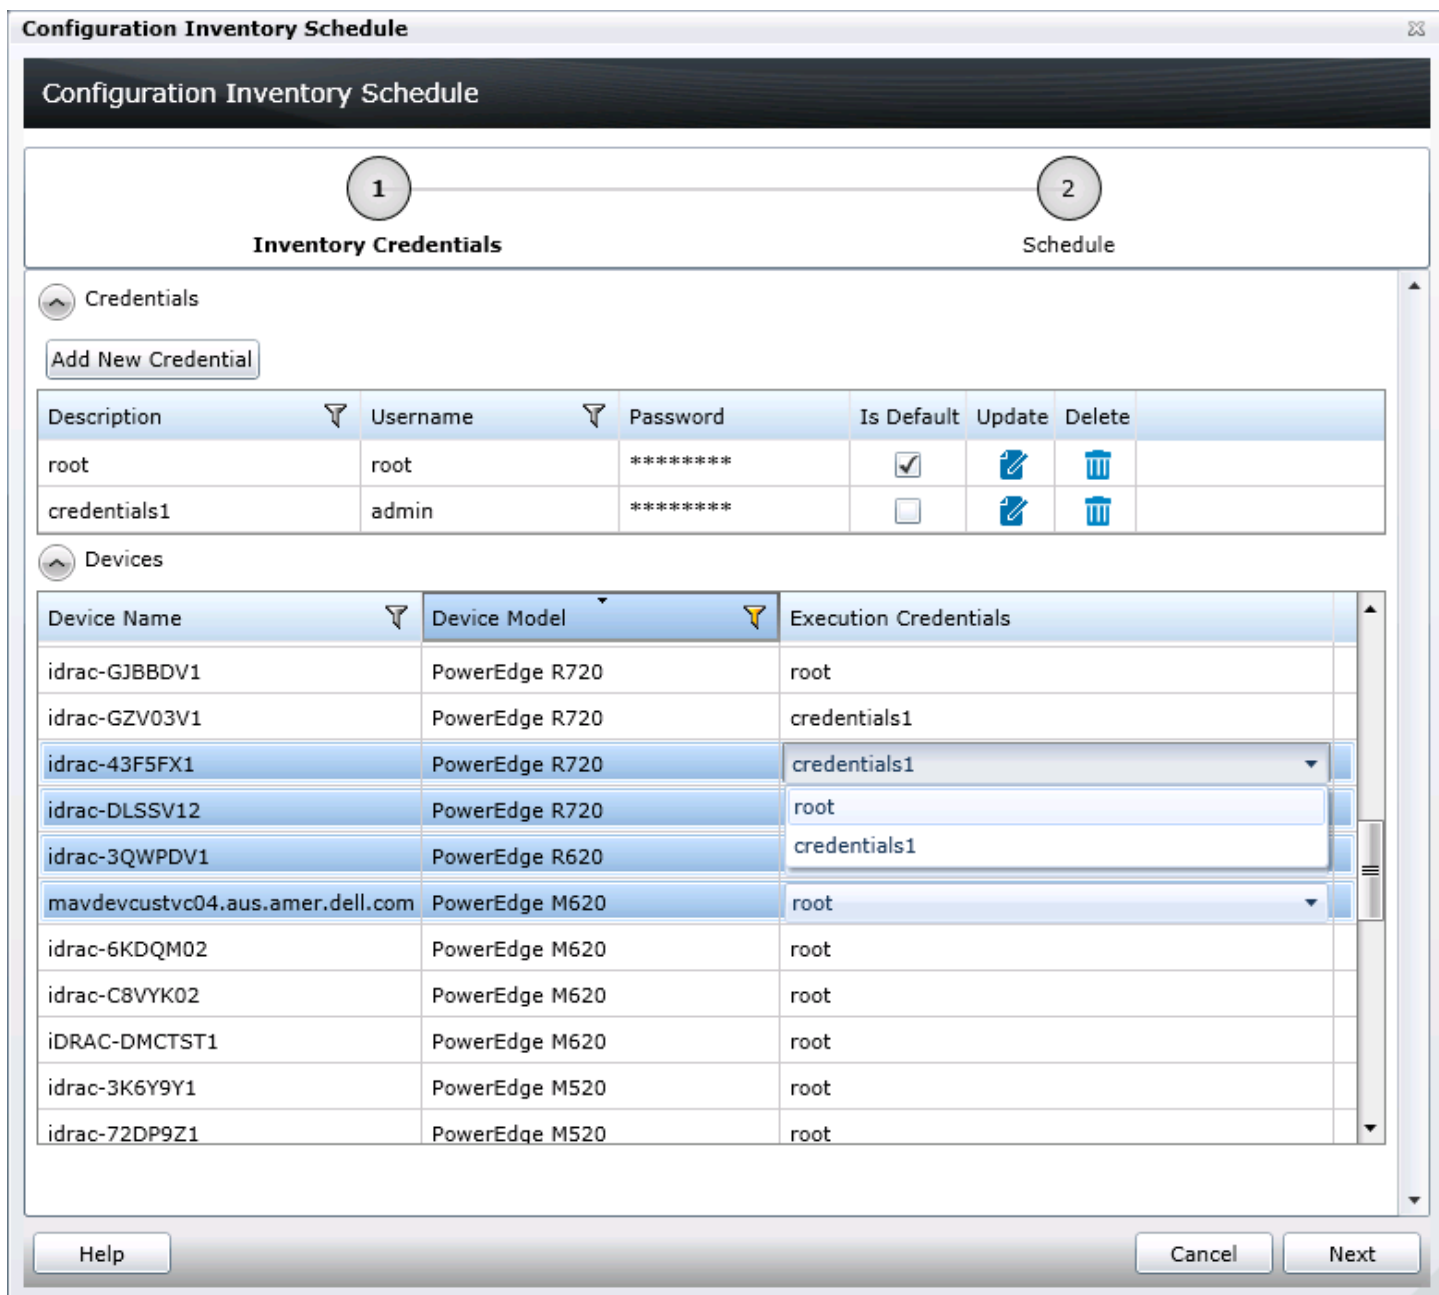 Configuration Inventory Schedule
Configuration Inventory Schedule
1 2
Inventory Credentials Schedule
Credentials
Add New Credential
Description Username Password Is Default Update Delete
root root ********
credentials1 admin ********
Devices
Device Name Device Model Execution Credentials
idrac-GJBBDV1 PowerEdge R720 root
idrac-GZV03V1 PowerEdge R720 credentials1
idrac-43F5FX1 PowerEdge R720 credentials1
idrac-DLSSV12 PowerEdge R720 root
idrac-3QWPDV1 PowerEdge R620 credentials1
mavdevcustvc04.aus.amer.dell.com PowerEdge M620 root
idrac-6KDQM02 PowerEdge M620 root
idrac-C8VYK02 PowerEdge M620 root
iDRAC-DMCTST1 PowerEdge M620 root
idrac-3K6Y9Y1 PowerEdge M520 root
idrac-72DP9Z1 PowerEdge M520 root
Help Cancel Next